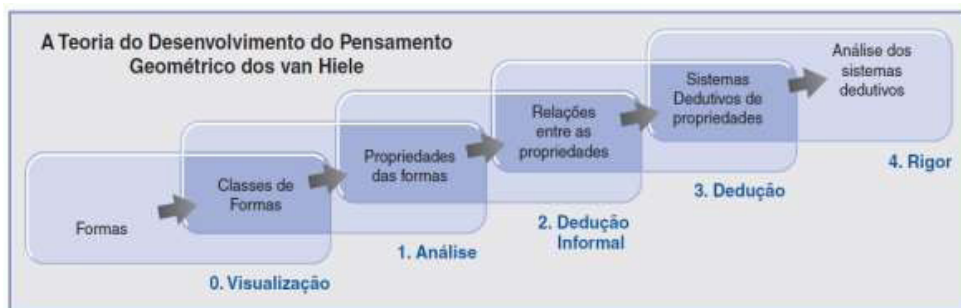 A Teoria do Desenvolvimento do Pensamento
Geométrico dos van Hiele
Formas
Classes de
Formas
0. Visualização
Propriedades
das formas
1. Análise
Relações
entre as
propriedades
2. Dedução
Informal
Sistemas
Dedutivos de
propriedades
3. Dedução
Análise dos
sistemas
dedutivos
4. Rigor